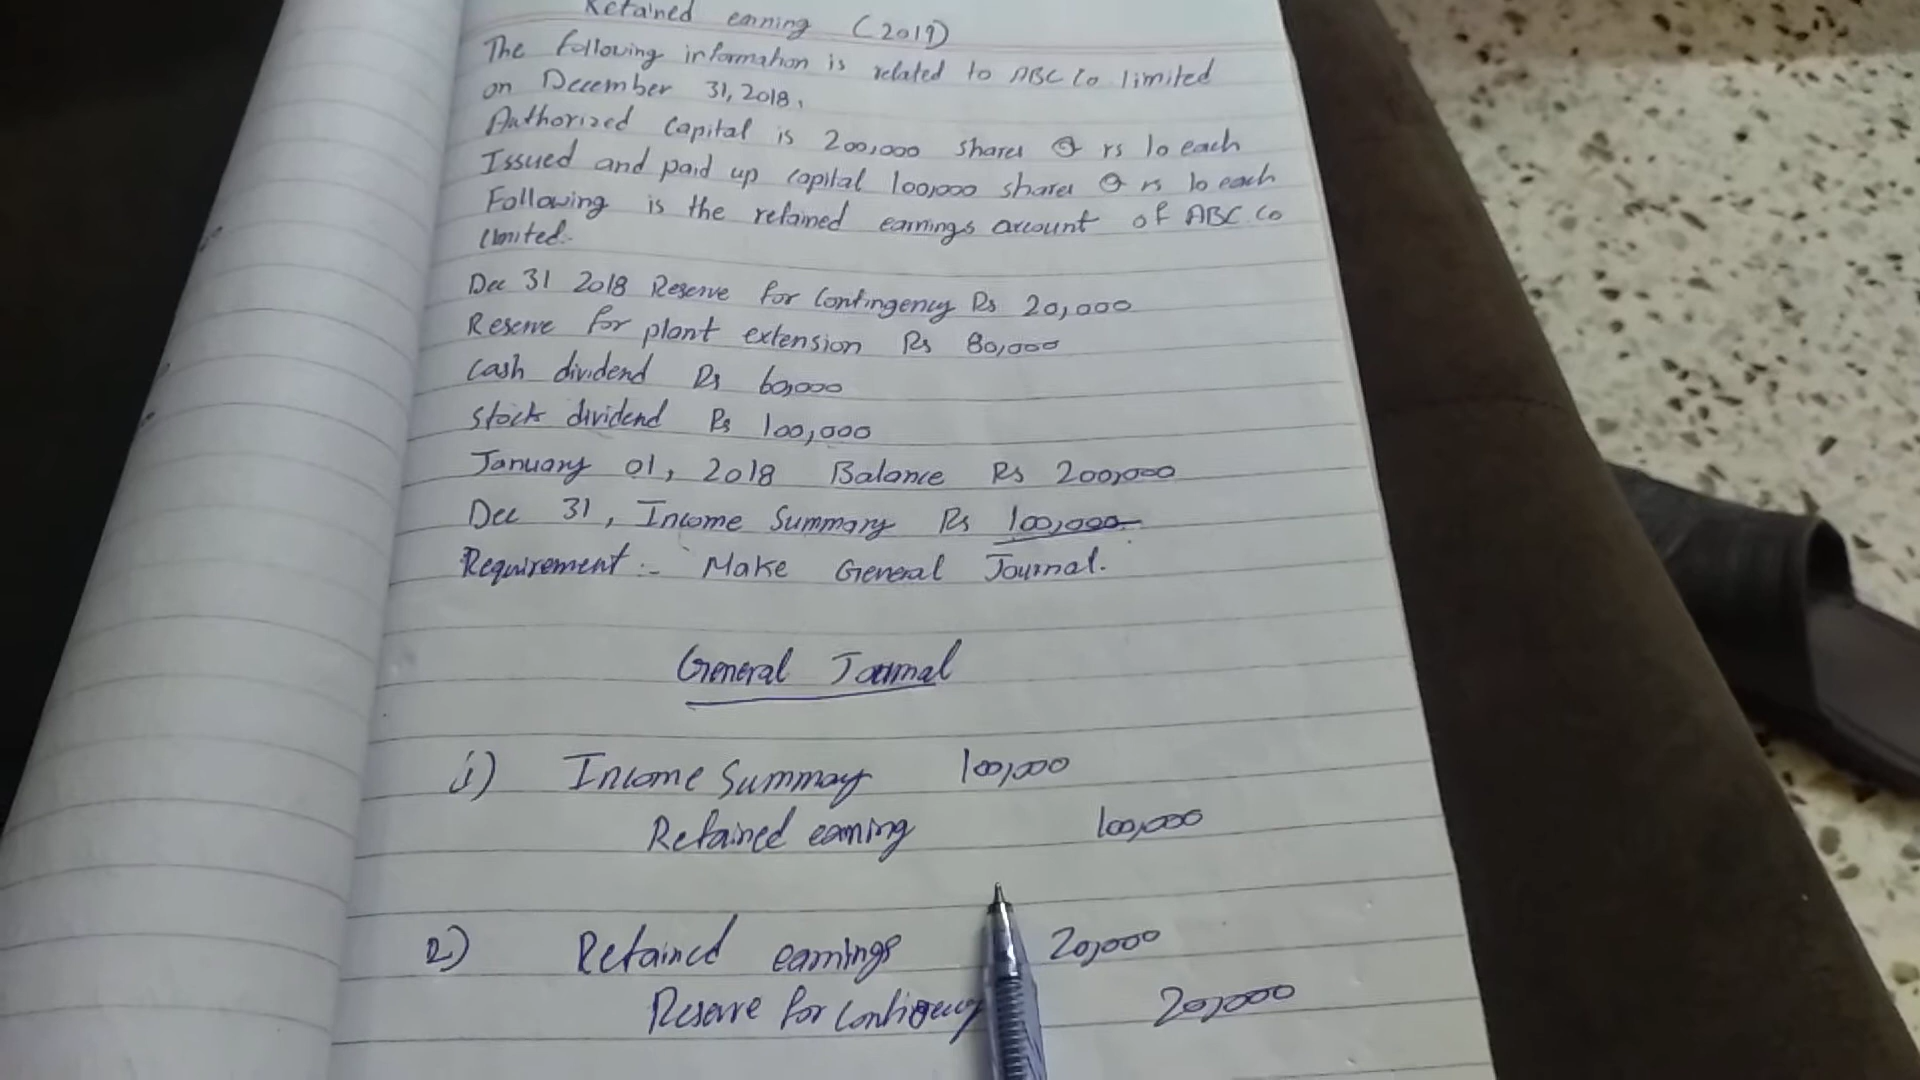 Retained earning (2019)
The following information is related to ABC Co limited
on December 31, 2018.
Authorized Capital is 200,000 shares @ rs 10 each
Issued and paid up capital 100,000 shares @ rs 10 each
Following is the retained earnings account of ABC Co
limited:-
Dec 31 2018 Reserve for Contingency Rs 20,000
Reserve for plant extension Rs 80,000
Cash dividend Rs 60,000
Stock dividend Rs 100,000
January 01, 2018 Balance Rs 200,000
Dec 31, Income Summary Rs 100,000
Requirement:- Make General Journal.
General Journal
1) Income Summary 100,000
Retained earning 100,000
2) Retained earnings 20,000
Reserve for contigency 20,000